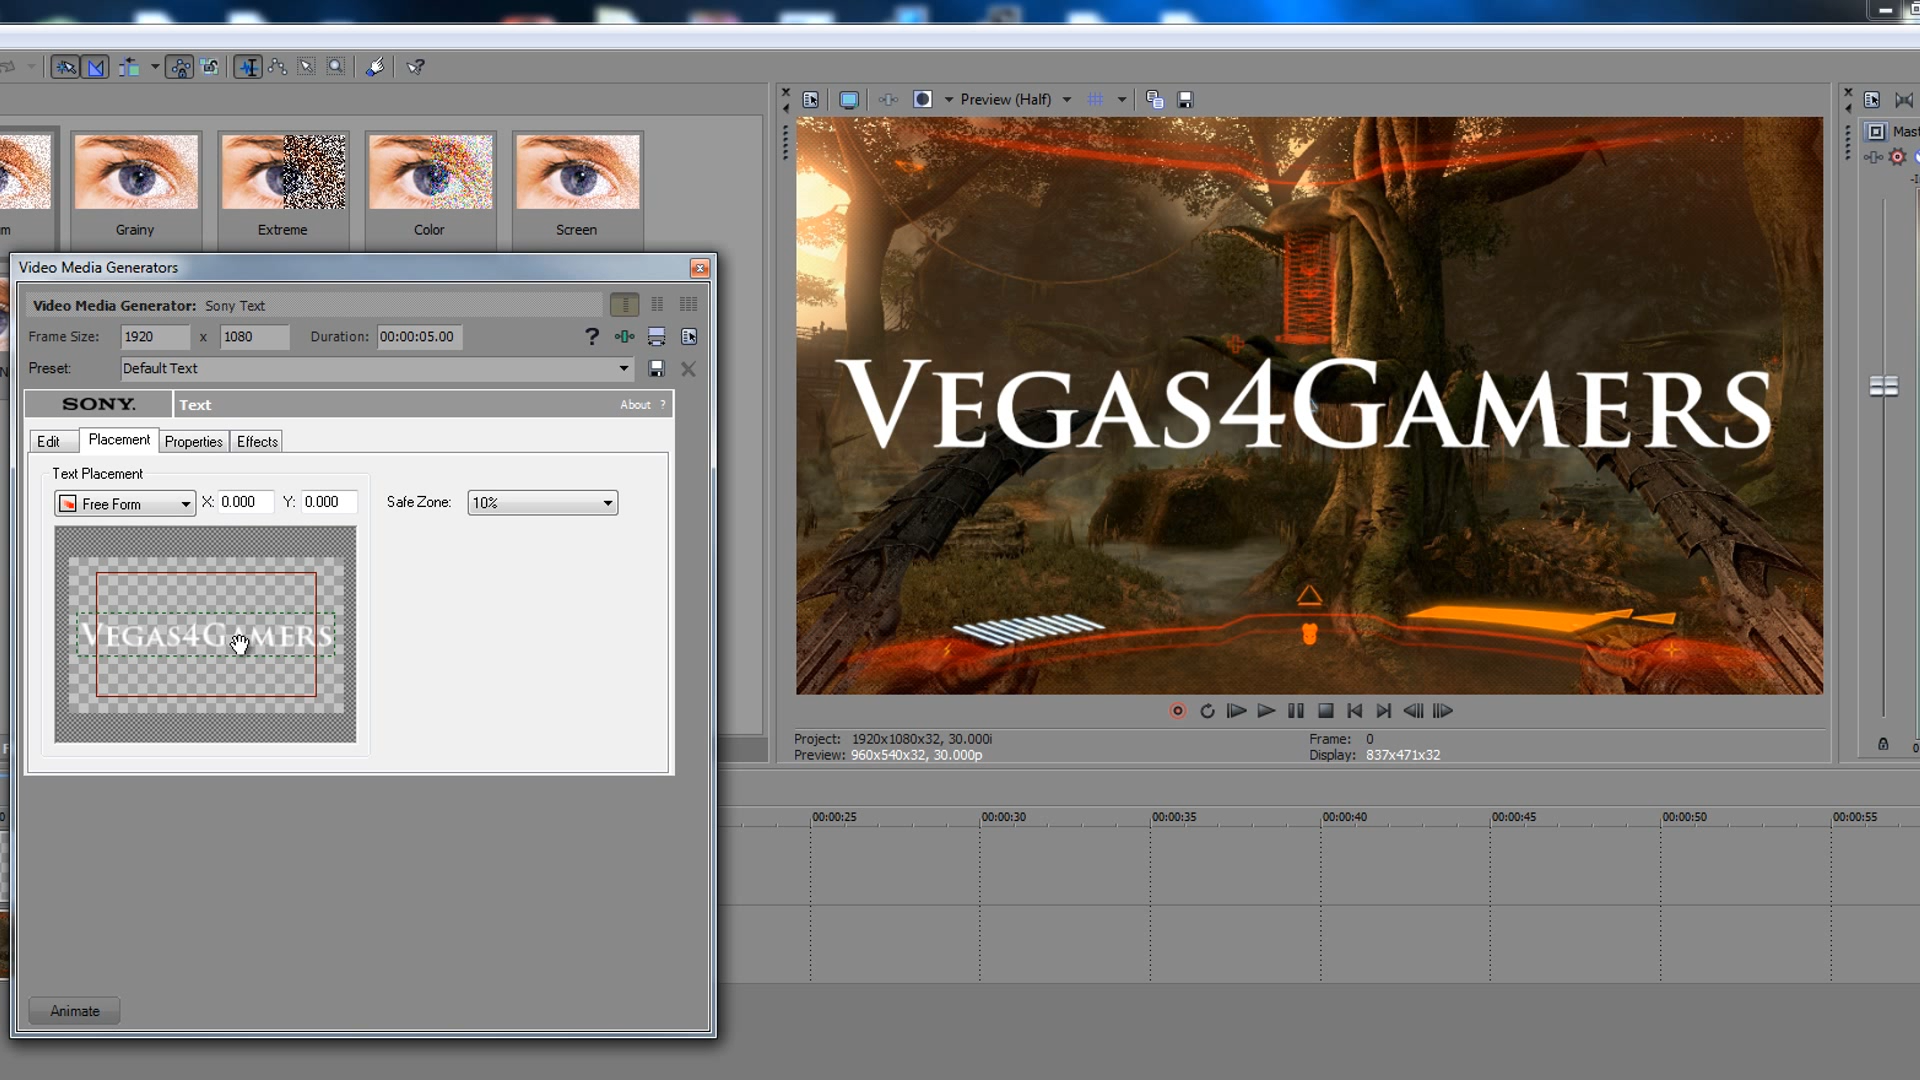 Preview (Half)
Mast
m
Grainy
Extreme
Color
Screen
Video Media Generators
Video Media Generator: Sony Text
Frame Size: 1920 x 1080 Duration: 00:00:05.00 ?
Preset: Default Text
SONY. Text About ?
Edit Placement Properties Effects
Text Placement
Free Form X: 0.000 Y: 0.000 Safe Zone: 10%
VEGAS4GAMERS
Animate
VEGAS4GAMERS
Project: 1920x1080x32, 30.000i
Preview: 960x540x32, 30.000p
Frame: 0
Display: 837x471x32
00:00:25 00:00:30 00:00:35 00:00:40 00:00:45 00:00:50 00:00:55